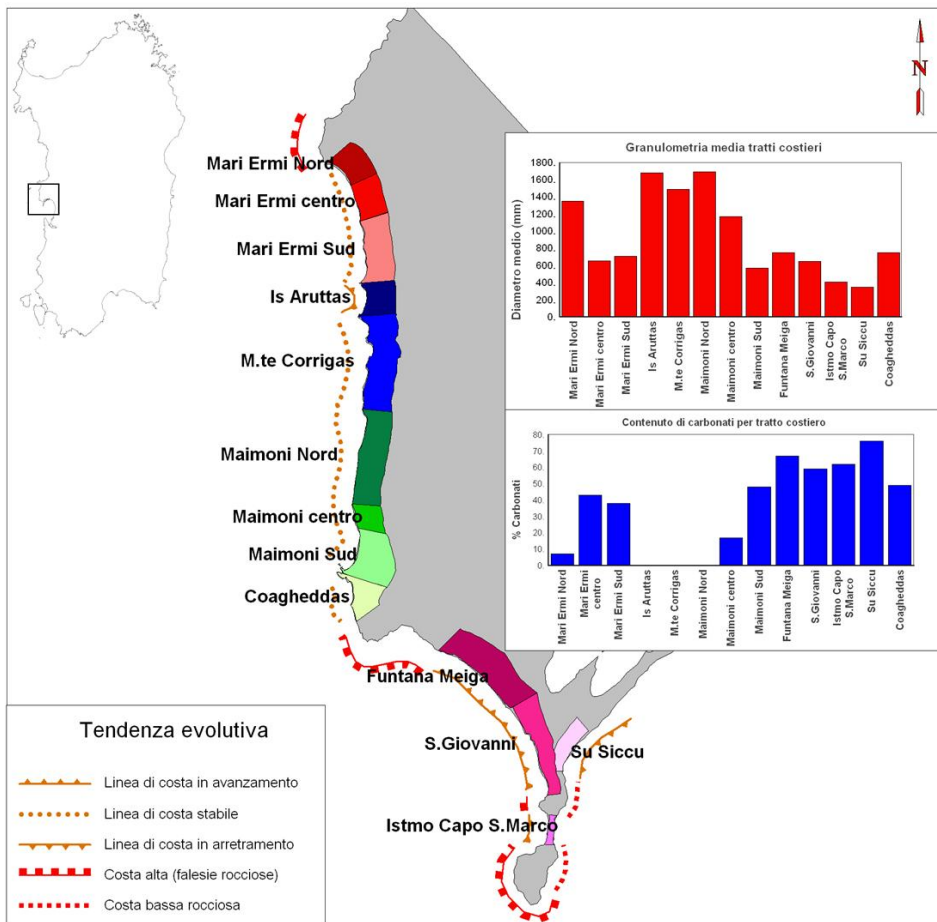 N
Mari Ermi Nord
Mari Ermi centro
Mari Ermi Sud
Is Aruttas
M.te Corrigas
Maimoni Nord
Maimoni centro
Maimoni Sud
Coagheddas
Funtana Meiga
S.Giovanni
Su Siccu
Istmo Capo S.Marco
Granulometria media tratti costieri
Diametro medio (mm)
1800.
1600.
1400.
1200.
1000.
800.
600.
400.
200.
0.
Mari Ermi Nord
Mari Ermi centro
Mari Ermi Sud
Is Aruttas
M.te Corrigas
Maimoni Nord
Maimoni centro
Maimoni Sud
Funtana Meiga
S.Giovanni
Istmo Capo
S.Marco
Su Siccu
Coagheddas
Contenuto di carbonati per tratto costiero
% Carbonati
80.
70.
60.
50.
40.
30.
20.
10.
0.
Mari Ermi Nord
Mari Ermi
centro
Mari Ermi Sud
Is Aruttas
M.te Corrigas
Maimoni Nord
Maimoni centro
Maimoni Sud
Funtana Meiga
S.Giovanni
Istmo Capo
S.Marco
Su Siccu
Coagheddas
Tendenza evolutiva
Linea di costa in avanzamento
Linea di costa stabile
Linea di costa in arretramento
Costa alta (falesie rocciose)
Costa bassa rocciosa